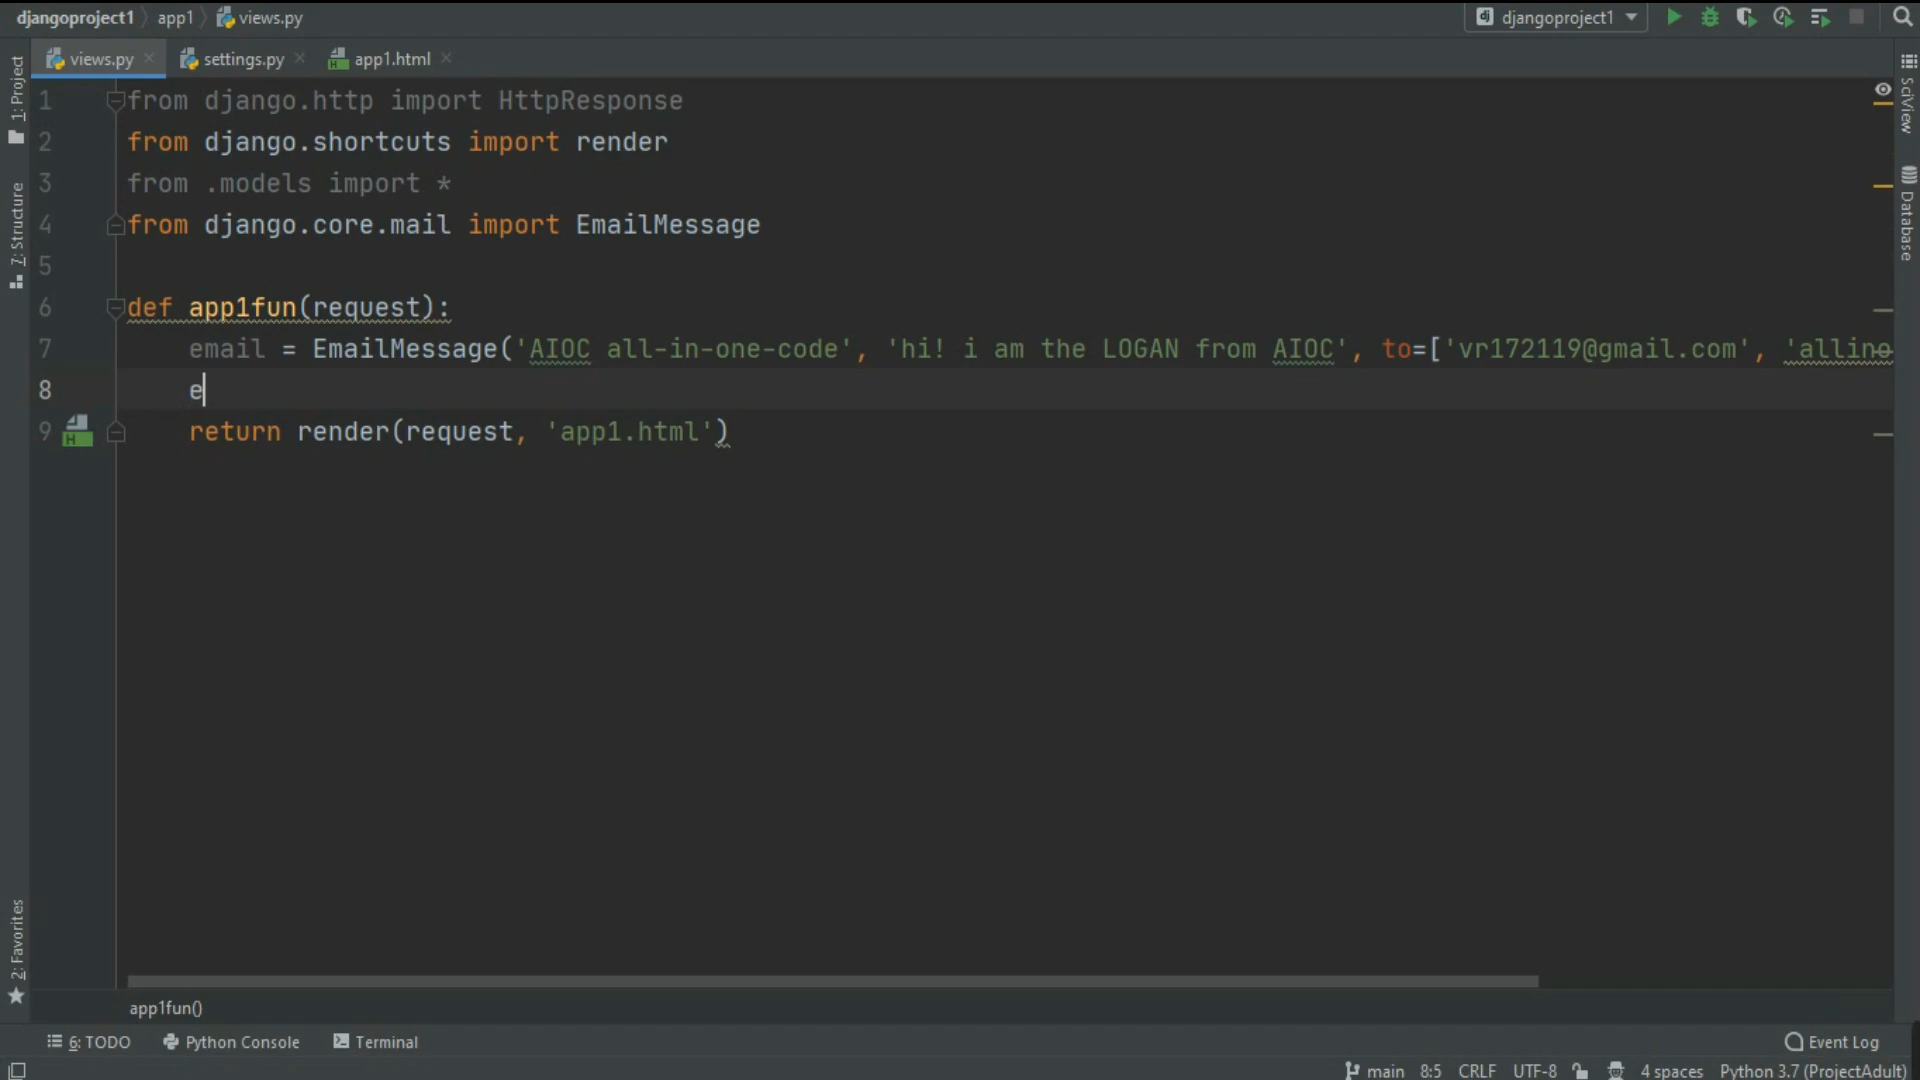 djangoproject1 app1 views.py djangoproject1
views.py settings.py app1.html
1 from django.http import HttpResponse
2 from django.shortcuts import render
3 from .models import *
4 from django.core.mail import EmailMessage
5
6 def app1fun(request):
7 email = EmailMessage('AIOC all-in-one-code', 'hi! i am the LOGAN from AIOC', to=['vr172119@gmail.com', 'allino
8 e
9 return render(request, 'app1.html')
1: Project
7: Structure
2: Favorites
SciView
Database
app1fun()
6: TODO Python Console Terminal Event Log
main 8:5 CRLF UTF-8 4 spaces Python 3.7 (ProjectAdult)